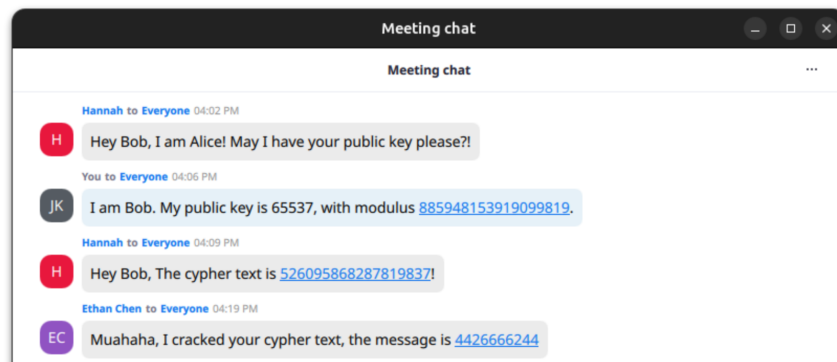 Meeting chat
Meeting chat
Hannah to Everyone 04:02 PM
H
Hey Bob, I am Alice! May I have your public key please?!
You to Everyone 04:06 PM
JK
I am Bob. My public key is 65537, with modulus 885948153919099819.
Hannah to Everyone 04:09 PM
H
Hey Bob, The cypher text is 526095868287819837!
Ethan Chen to Everyone 04:19 PM
EC
Muahaha, I cracked your cypher text, the message is 4426666244